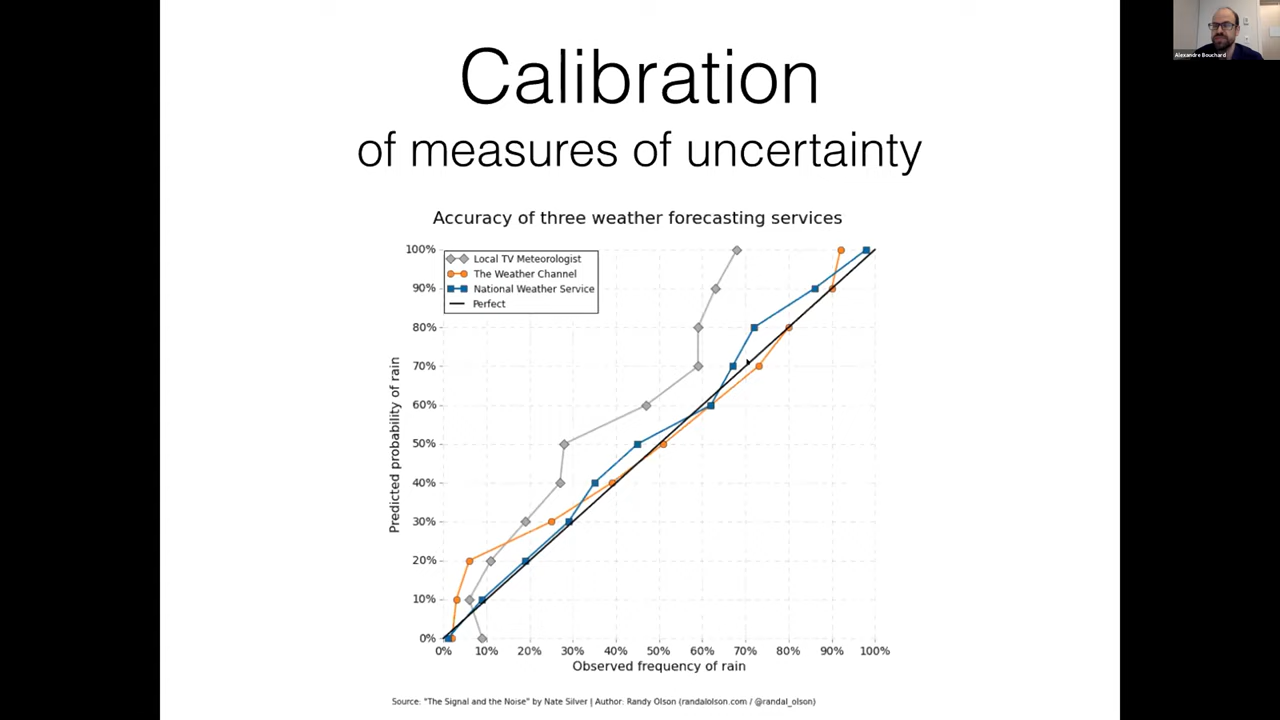 Calibration
of measures of uncertainty
Alexandre Bouchard
Accuracy of three weather forecasting services
Local TV Meteorologist
The Weather Channel
National Weather Service
Perfect
Predicted probability of rain
100%
90%
80%
70%
60%
50%
40%
30%
20%
10%
0%
0% 10% 20% 30% 40% 50% 60% 70% 80% 90% 100%
Observed frequency of rain
Source: "The Signal and the Noise" by Nate Silver | Author: Randy Olson (randalolson.com / @randal_olson)